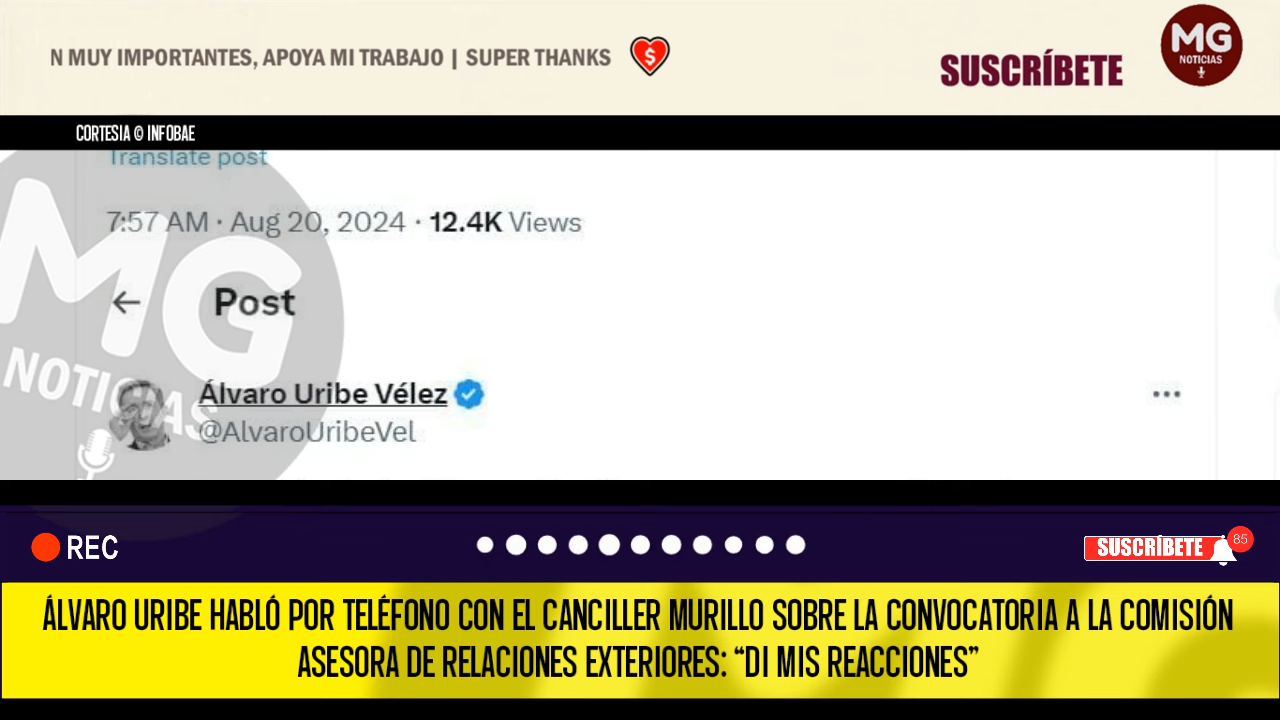 N MUY IMPORTANTES, APOYA MI TRABAJO | SUPER THANKS
$
SUSCRÍBETE
MG
NOTICIAS
CORTESIA © INFOBAE
Translate post
7:57 AM · Aug 20, 2024 · 12.4K Views
← Post
MG
NOTICIAS
Álvaro Uribe Vélez
@AlvaroUribeVel
REC
SUSCRÍBETE
85
ÁLVARO URIBE HABLÓ POR TELÉFONO CON EL CANCILLER MURILLO SOBRE LA CONVOCATORIA A LA COMISIÓN
ASESORA DE RELACIONES EXTERIORES: “DI MIS REACCIONES”